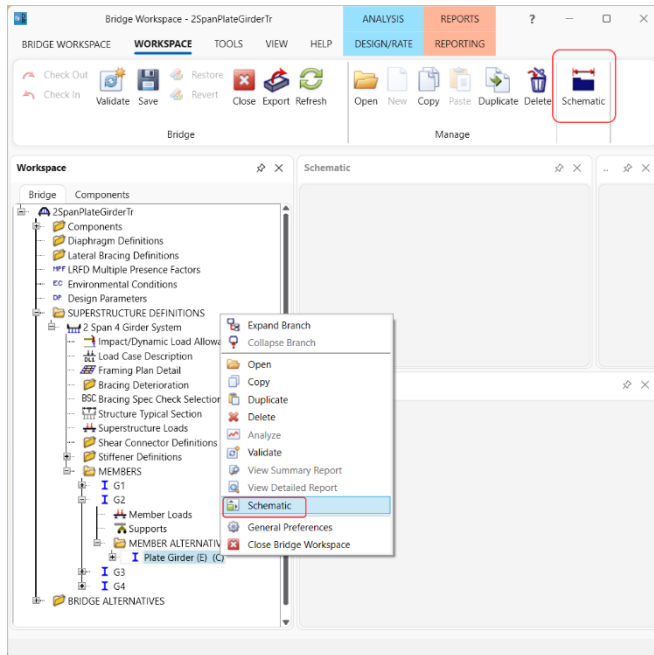 Bridge Workspace - 2SpanPlateGirderTr
ANALYSIS
REPORTS
?
BRIDGE WORKSPACE
WORKSPACE
TOOLS
VIEW
HELP
DESIGN/RATE
REPORTING
Check Out
Check In
Validate
Save
Restore
Revert
Close
Export
Refresh
Open
New
Copy
Paste
Duplicate
Delete
Schematic
Bridge
Manage
Workspace
Schematic
..
Bridge
Components
2SpanPlateGirderTr
Components
Diaphragm Definitions
Lateral Bracing Definitions
MPF LRFD Multiple Presence Factors
EC Environmental Conditions
DP Design Parameters
SUPERSTRUCTURE DEFINITIONS
2 Span 4 Girder System
Impact/Dynamic Load Allowa
Load Case Description
Framing Plan Detail
Bracing Deterioration
BSC Bracing Spec Check Selection
Structure Typical Section
Superstructure Loads
Shear Connector Definitions
Stiffener Definitions
MEMBERS
G1
G2
Member Loads
Supports
MEMBER ALTERNATIV
Plate Girder (E) (C)
G3
G4
BRIDGE ALTERNATIVES
Expand Branch
Collapse Branch
Open
Copy
Duplicate
Delete
Analyze
Validate
View Summary Report
View Detailed Report
Schematic
General Preferences
Close Bridge Workspace